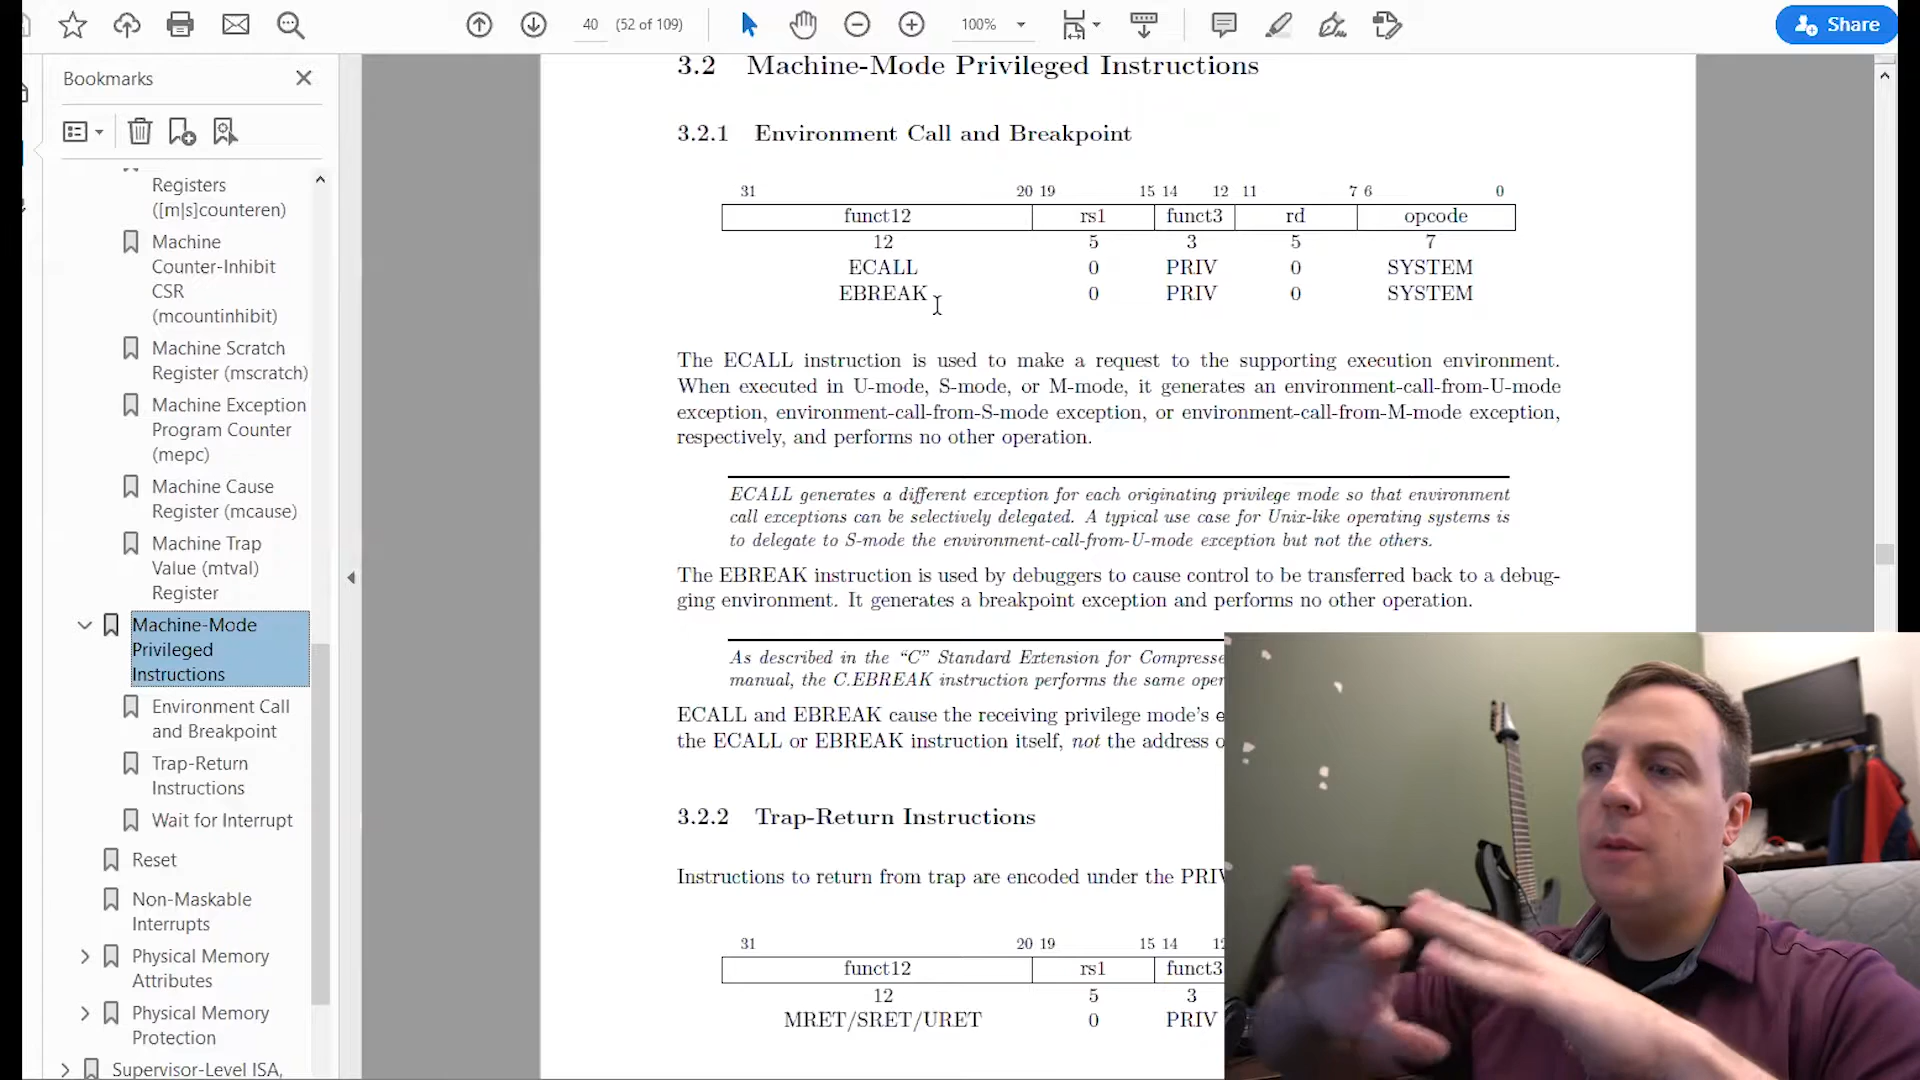 40 (52 of 109)
100%
Share
Bookmarks
Registers
([m|s]counteren)
Machine
Counter-Inhibit
CSR
(mcountinhibit)
Machine Scratch
Register (mscratch)
Machine Exception
Program Counter
(mepc)
Machine Cause
Register (mcause)
Machine Trap
Value (mtval)
Register
Machine-Mode
Privileged
Instructions
Environment Call
and Breakpoint
Trap-Return
Instructions
Wait for Interrupt
Reset
Non-Maskable
Interrupts
Physical Memory
Attributes
Physical Memory
Protection
Supervisor-Level ISA,
3.2 Machine-Mode Privileged Instructions
3.2.1 Environment Call and Breakpoint
31 20 19 15 14 12 11 7 6 0
funct12 rs1 funct3 rd opcode
12 5 3 5 7
ECALL 0 PRIV 0 SYSTEM
EBREAK 0 PRIV 0 SYSTEM
The ECALL instruction is used to make a request to the supporting execution environment.
When executed in U-mode, S-mode, or M-mode, it generates an environment-call-from-U-mode
exception, environment-call-from-S-mode exception, or environment-call-from-M-mode exception,
respectively, and performs no other operation.
ECALL generates a different exception for each originating privilege mode so that environment
call exceptions can be selectively delegated. A typical use case for Unix-like operating systems is
to delegate to S-mode the environment-call-from-U-mode exception but not the others.
The EBREAK instruction is used by debuggers to cause control to be transferred back to a debug-
ging environment. It generates a breakpoint exception and performs no other operation.
As described in the “C” Standard Extension for Compresse
manual, the C.EBREAK instruction performs the same oper
ECALL and EBREAK cause the receiving privilege mode's e
the ECALL or EBREAK instruction itself, not the address o
3.2.2 Trap-Return Instructions
Instructions to return from trap are encoded under the PRIV
31 20 19 15 14 12
funct12 rs1 funct3
12 5 3
MRET/SRET/URET 0 PRIV